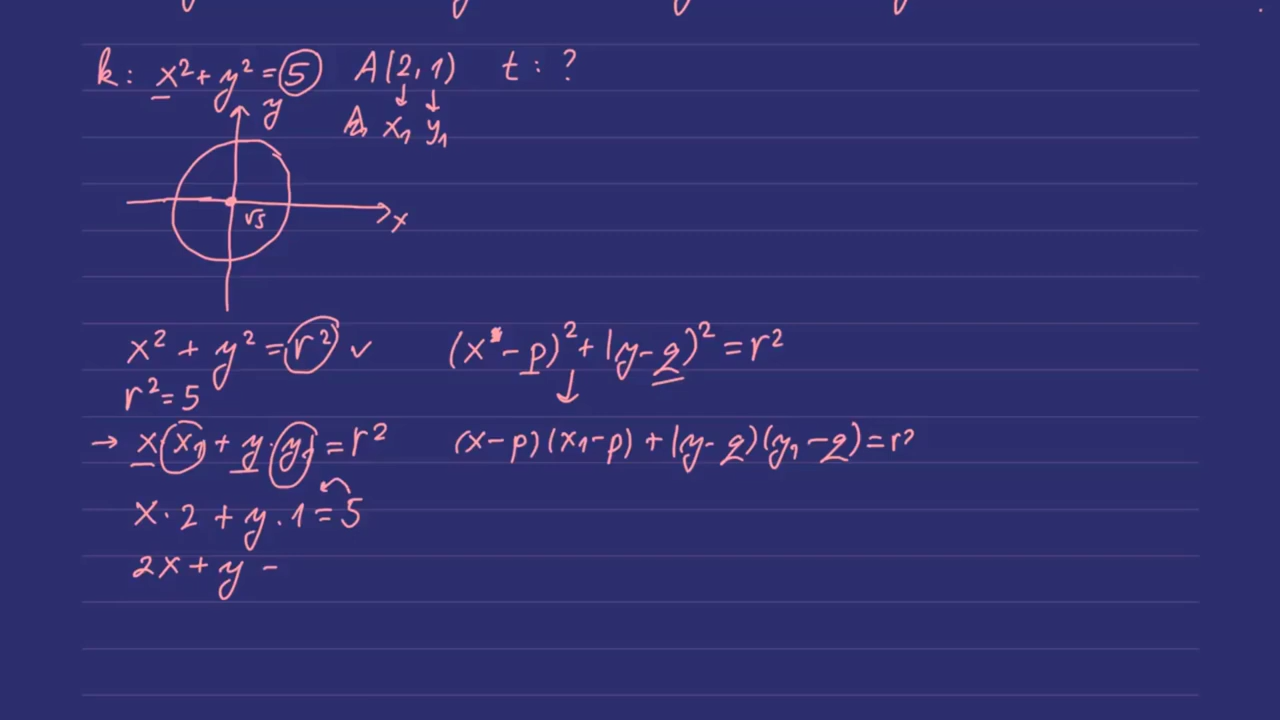 k: x²+y²=5 A(2,1) t: ?
x₁ y₁
y
√5
x
x² + y² = r² ✓ (x-p)²+(y-q)²=r²
r²=5
→ x·x₁ + y·y₁ = r² (x-p)(x₁-p)+(y-q)(y₁-q)=r²
x·2 + y·1 = 5
2x + y -